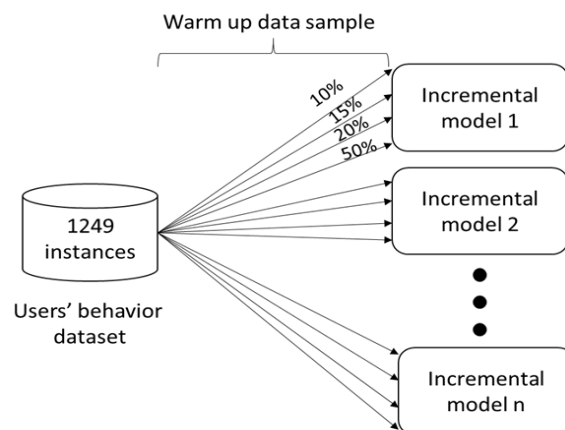 Warm up data sample
10%
15%
20%
50%
Incremental
model 1
Incremental
model 2
1249
instances
Users’ behavior
dataset
Incremental
model n